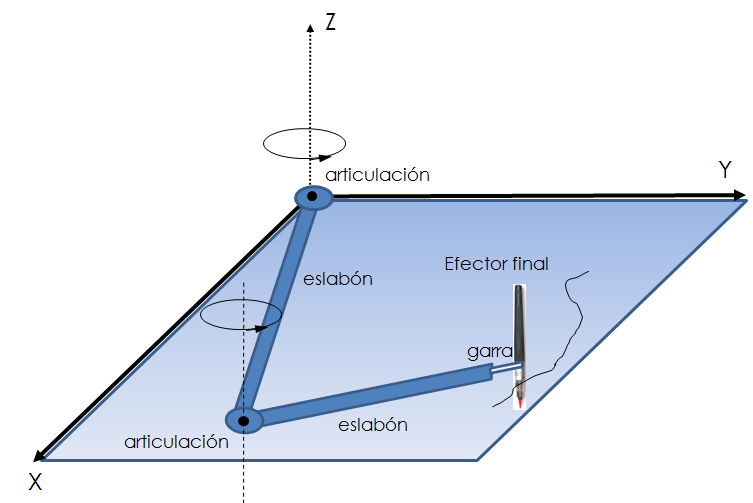 Z
articulación
Y
Efector final
eslabón
garra
eslabón
articulación
X